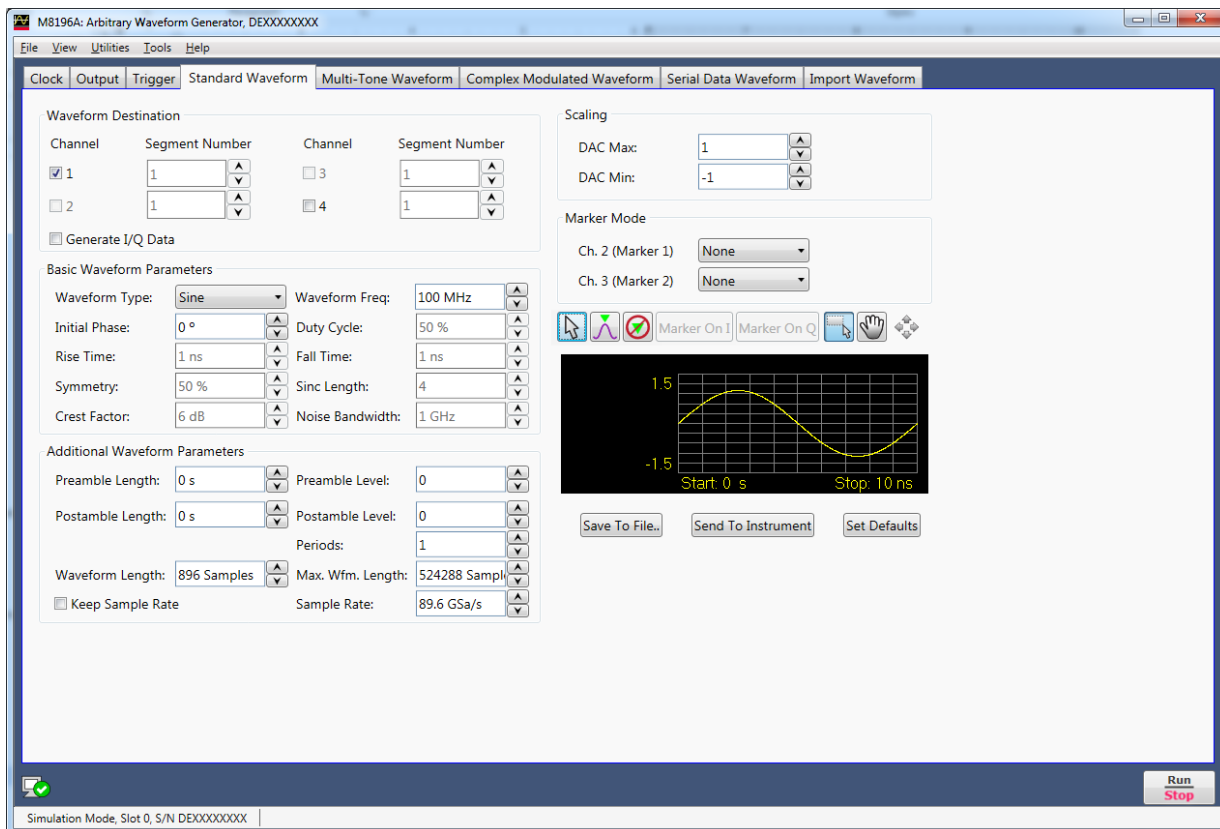 M8196A: Arbitrary Waveform Generator, DEXXXXXXXX
File View Utilities Tools Help
Clock Output Trigger Standard Waveform Multi-Tone Waveform Complex Modulated Waveform Serial Data Waveform Import Waveform
Waveform Destination
Channel Segment Number Channel Segment Number
1 1 3 1
2 1 4 1
Generate I/Q Data
Basic Waveform Parameters
Waveform Type: Sine Waveform Freq: 100 MHz
Initial Phase: 0 º Duty Cycle: 50 %
Rise Time: 1 ns Fall Time: 1 ns
Symmetry: 50 % Sinc Length: 4
Crest Factor: 6 dB Noise Bandwidth: 1 GHz
Additional Waveform Parameters
Preamble Length: 0 s Preamble Level: 0
Postamble Length: 0 s Postamble Level: 0
Periods: 1
Waveform Length: 896 Samples Max. Wfm. Length: 524288 Sampl
Keep Sample Rate Sample Rate: 89.6 GSa/s
Scaling
DAC Max: 1
DAC Min: -1
Marker Mode
Ch. 2 (Marker 1) None
Ch. 3 (Marker 2) None
Marker On I Marker On Q
1.5
-1.5
Start: 0 s Stop: 10 ns
Save To File.. Send To Instrument Set Defaults
Run
Stop
Simulation Mode, Slot 0, S/N DEXXXXXXXX